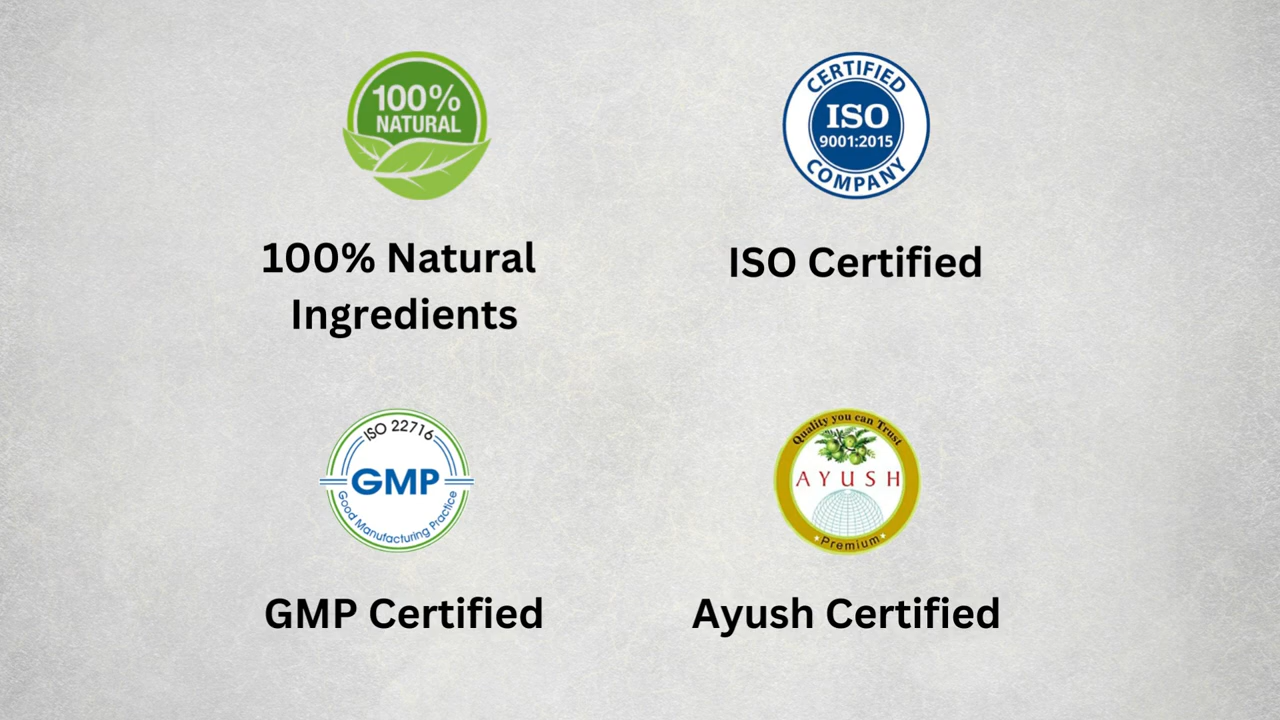 100%
NATURAL
CERTIFIED
ISO
9001:2015
COMPANY
100% Natural
Ingredients
ISO Certified
ISO 22716
GMP
Good Manufacturing Practice
Quality you can Trust
AYUSH
Premium
GMP Certified
Ayush Certified